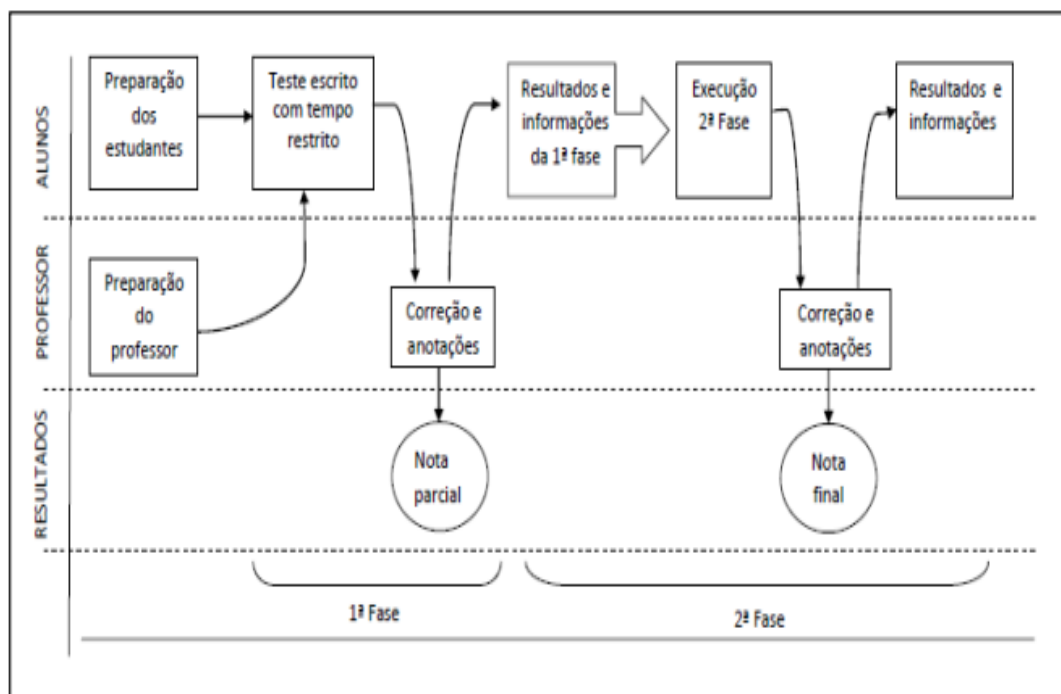 ALUNOS
Preparação
dos
estudantes
Teste escrito
com tempo
restrito
Resultados e
informações
da 1ª fase
Execução
2ª Fase
Resultados e
informações
PROFESSOR
Preparação
do
professor
Correção e
anotações
Correção e
anotações
RESULTADOS
Nota
parcial
Nota
final
1ª Fase
2ª Fase